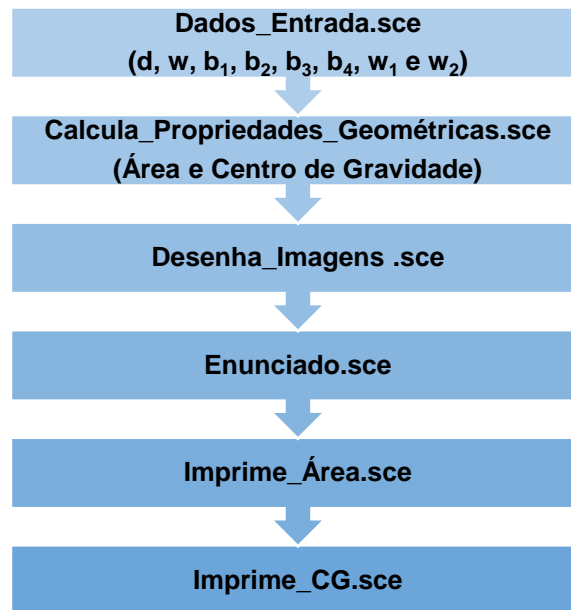 Dados_Entrada.sce
(d, w, b₁, b₂, b₃, b₄, w₁ e w₂)
Calcula_Propriedades_Geométricas.sce
(Área e Centro de Gravidade)
Desenha_Imagens .sce
Enunciado.sce
Imprime_Área.sce
Imprime_CG.sce